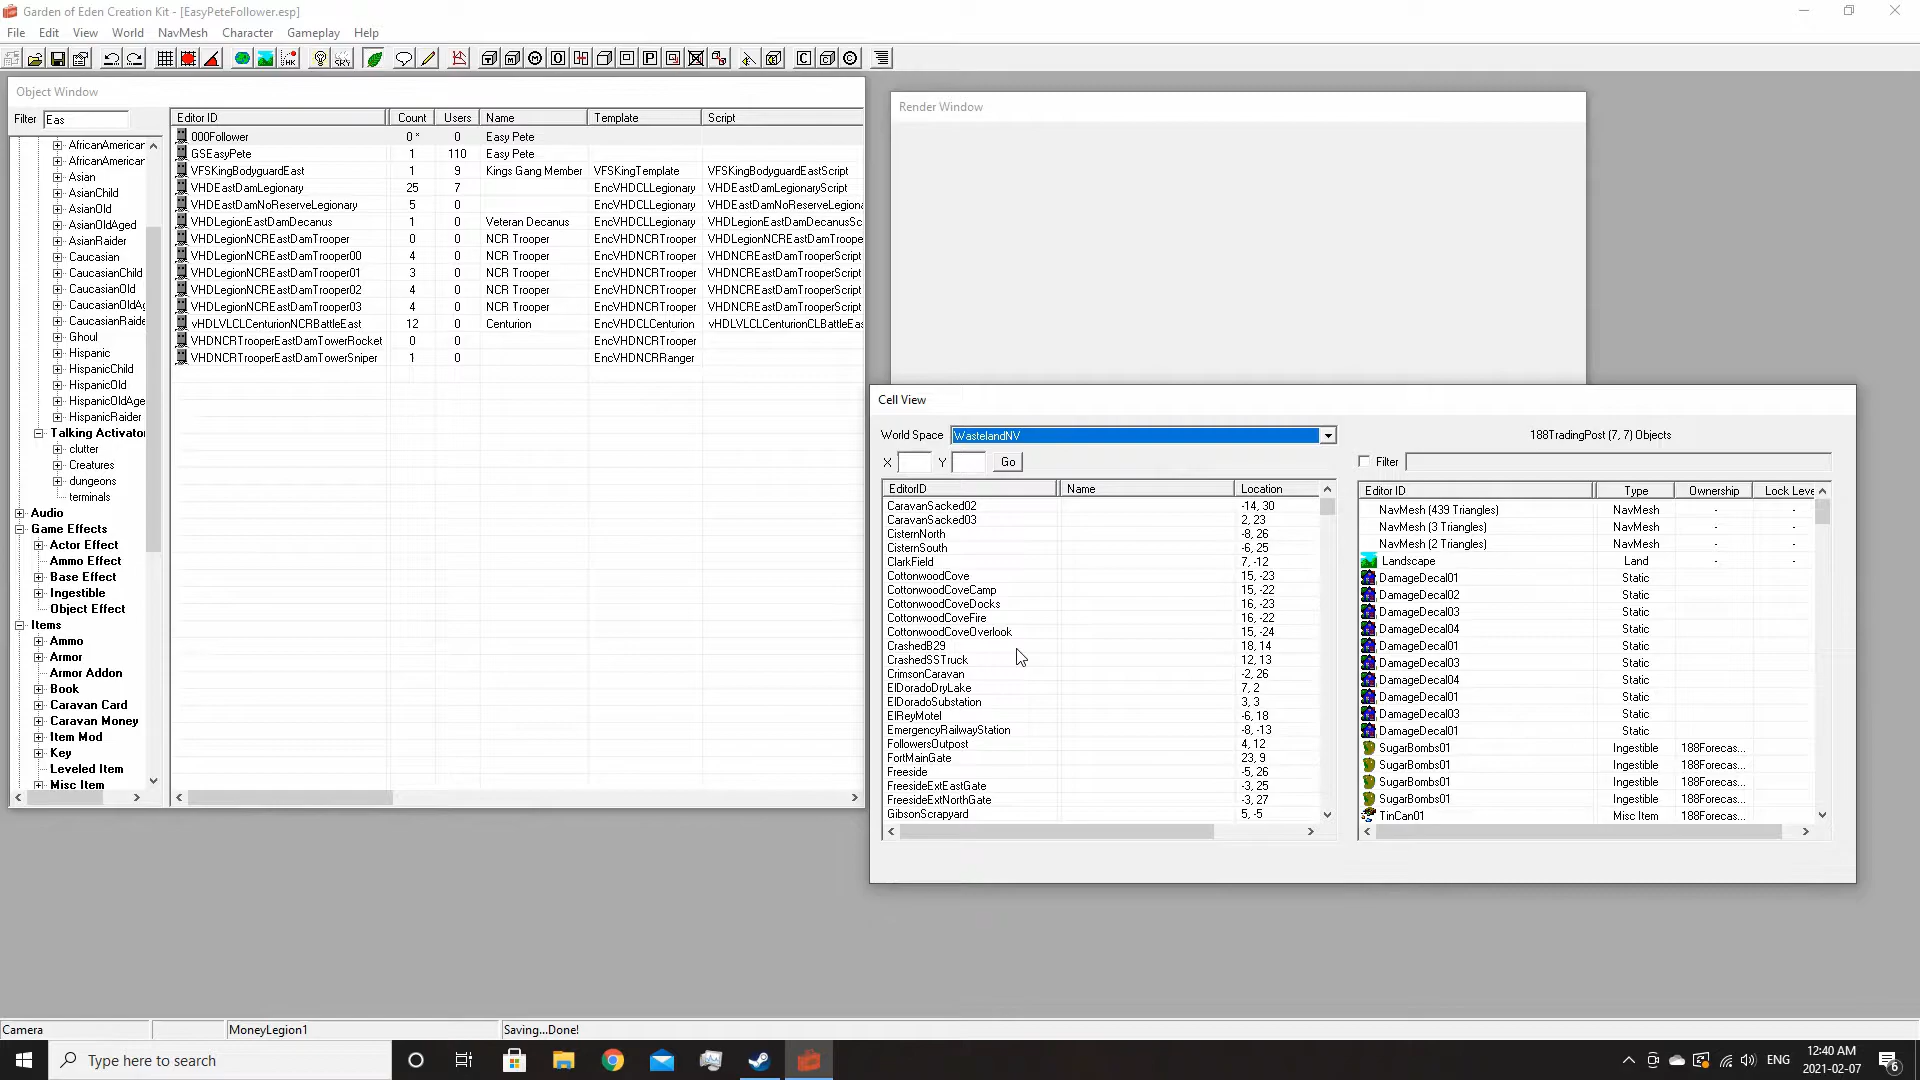 Garden of Eden Creation Kit - [EasyPeteFollower.esp]
File Edit View World NavMesh Character Gameplay Help
Object Window
Filter Eas
AfricanAmerican
AfricanAmerican
Asian
AsianChild
AsianOld
AsianOldAged
AsianRaider
Caucasian
CaucasianChild
CaucasianOld
CaucasianOldAg
CaucasianRaide
Ghoul
Hispanic
HispanicChild
HispanicOld
HispanicOldAge
HispanicRaider
Talking Activator
clutter
Creatures
dungeons
terminals
Audio
Game Effects
Actor Effect
Ammo Effect
Base Effect
Ingestible
Object Effect
Items
Ammo
Armor
Armor Addon
Book
Caravan Card
Caravan Money
Item Mod
Key
Leveled Item
Misc Item
Editor ID Count Users Name Template Script
000Follower 0 * 0 Easy Pete
GSEasyPete 1 110 Easy Pete
VFSKingBodyguardEast 1 9 Kings Gang Member VFSKingTemplate VFSKingBodyguardEastScript
VHDEastDamLegionary 25 7 EncVHDCLLegionary VHDEastDamLegionaryScript
VHDEastDamNoReserveLegionary 5 0 EncVHDCLLegionary VHDEastDamNoReserveLegiona
VHDLegionEastDamDecanus 1 0 Veteran Decanus EncVHDCLLegionary VHDLegionEastDamDecanusSc
VHDLegionNCREastDamTrooper 0 0 NCR Trooper EncVHDNCRTrooper VHDLegionNCREastDamTroope
VHDLegionNCREastDamTrooper00 4 0 NCR Trooper EncVHDNCRTrooper VHDNCREastDamTrooperScript
VHDLegionNCREastDamTrooper01 3 0 NCR Trooper EncVHDNCRTrooper VHDNCREastDamTrooperScript
VHDLegionNCREastDamTrooper02 4 0 NCR Trooper EncVHDNCRTrooper VHDNCREastDamTrooperScript
VHDLegionNCREastDamTrooper03 4 0 NCR Trooper EncVHDNCRTrooper VHDNCREastDamTrooperScript
vHDLVLCLCenturionNCRBattleEast 12 0 Centurion EncVHDCLCenturion vHDLVLCLCenturionCLBattleEas
VHDNCRTrooperEastDamTowerRocket 0 0 EncVHDNCRTrooper
VHDNCRTrooperEastDamTowerSniper 1 0 EncVHDNCRRanger
Render Window
Cell View
World Space WastelandNV 188TradingPost (7, 7) Objects
X Y Go Filter
EditorID Name Location
CaravanSacked02 -14, 30
CaravanSacked03 2, 23
CisternNorth -8, 26
CisternSouth -6, 25
ClarkField 7, -12
CottonwoodCove 15, -23
CottonwoodCoveCamp 15, -22
CottonwoodCoveDocks 16, -23
CottonwoodCoveFire 16, -22
CottonwoodCoveOverlook 15, -24
CrashedB29 18, 14
CrashedSSTruck 12, 13
CrimsonCaravan -2, 26
ElDoradoDryLake 7, 2
ElDoradoSubstation 3, 3
ElReyMotel -6, 18
EmergencyRailwayStation -8, -13
FollowersOutpost 4, 12
FortMainGate 23, 9
Freeside -5, 26
FreesideExtEastGate -3, 25
FreesideExtNorthGate -3, 27
GibsonScrapyard 5, -5
Editor ID Type Ownership Lock Leve
NavMesh (439 Triangles) NavMesh - -
NavMesh (3 Triangles) NavMesh - -
NavMesh (2 Triangles) NavMesh - -
Landscape Land - -
DamageDecal01 Static
DamageDecal02 Static
DamageDecal03 Static
DamageDecal04 Static
DamageDecal01 Static
DamageDecal03 Static
DamageDecal04 Static
DamageDecal01 Static
DamageDecal03 Static
DamageDecal01 Static
SugarBombs01 Ingestible 188Forecas...
SugarBombs01 Ingestible 188Forecas...
SugarBombs01 Ingestible 188Forecas...
SugarBombs01 Ingestible 188Forecas...
TinCan01 Misc Item 188Forecas...
Camera MoneyLegion1 Saving...Done!
Type here to search
ENG
12:40 AM
2021-02-07
6